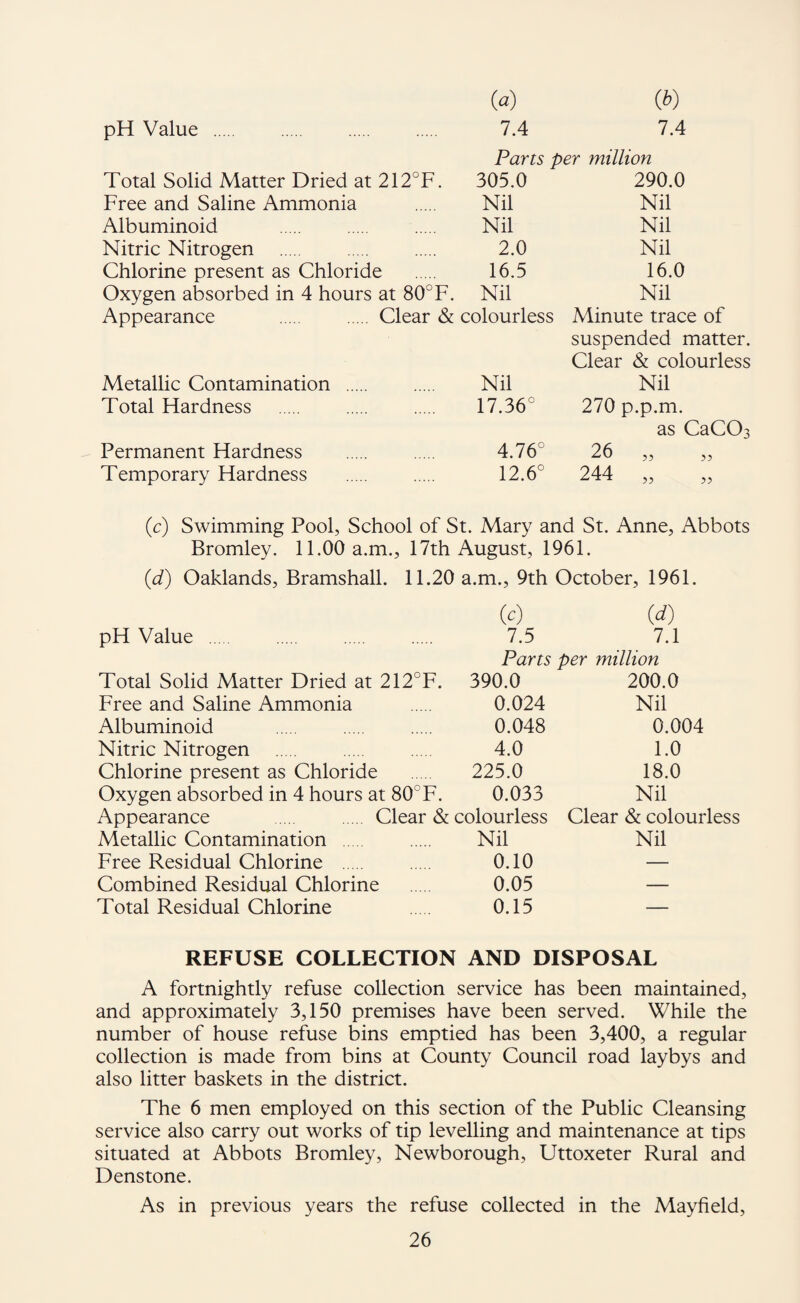 (a) (b)
pH Value ..... ..... ..... ..... 7.4 7.4
Parts per million
Total Solid Matter Dried at 212°F. 305.0 290.0
Free and Saline Ammonia ..... Nil Nil
Albuminoid ..... ..... ..... Nil Nil
Nitric Nitrogen ..... ..... ..... 2.0 Nil
Chlorine present as Chloride ..... 16.5 16.0
Oxygen absorbed in 4 hours at 80°F. Nil Nil
Appearance ..... ..... Clear & colourless Minute trace of
suspended matter.
Clear & colourless
Metallic Contamination ..... ..... Nil Nil
Total Hardness ..... ..... ..... 17.36° 270 p.p.m.
as CaCO3
Permanent Hardness ..... ..... 4.76° 26 „ „
Temporary Hardness ..... ..... 12.6° 244 „ „
(c) Swimming Pool, School of St. Mary and St. Anne, Abbots
Bromley. 11.00 a.m., 17th August, 1961.
(d) Oaklands, Bramshall. 11.20 a.m., 9th October, 1961.
(c) (d)
pH Value ..... ..... ..... ..... 7.5 7.1
Parts per million
Total Solid Matter Dried at 212°F. 390.0 200.0
Free and Saline Ammonia ..... 0.024 Nil
Albuminoid ..... ..... ..... 0.048 0.004
Nitric Nitrogen ..... ..... ..... 4.0 1.0
Chlorine present as Chloride ..... 225.0 18.0
Oxygen absorbed in 4 hours at 80°F. 0.033 Nil
Appearance ..... ..... Clear & colourless Clear & colourless
Metallic Contamination ..... ..... Nil Nil
Free Residual Chlorine ..... ..... 0.10 —
Combined Residual Chlorine ..... 0.05 —
Total Residual Chlorine ..... 0.15 —
REFUSE COLLECTION AND DISPOSAL
A fortnightly refuse collection service has been maintained,
and approximately 3,150 premises have been served. While the
number of house refuse bins emptied has been 3,400, a regular
collection is made from bins at County Council road laybys and
also litter baskets in the district.
The 6 men employed on this section of the Public Cleansing
service also carry out works of tip levelling and maintenance at tips
situated at Abbots Bromley, Newborough, Uttoxeter Rural and
Denstone.
As in previous years the refuse collected in the Mayfield,
26